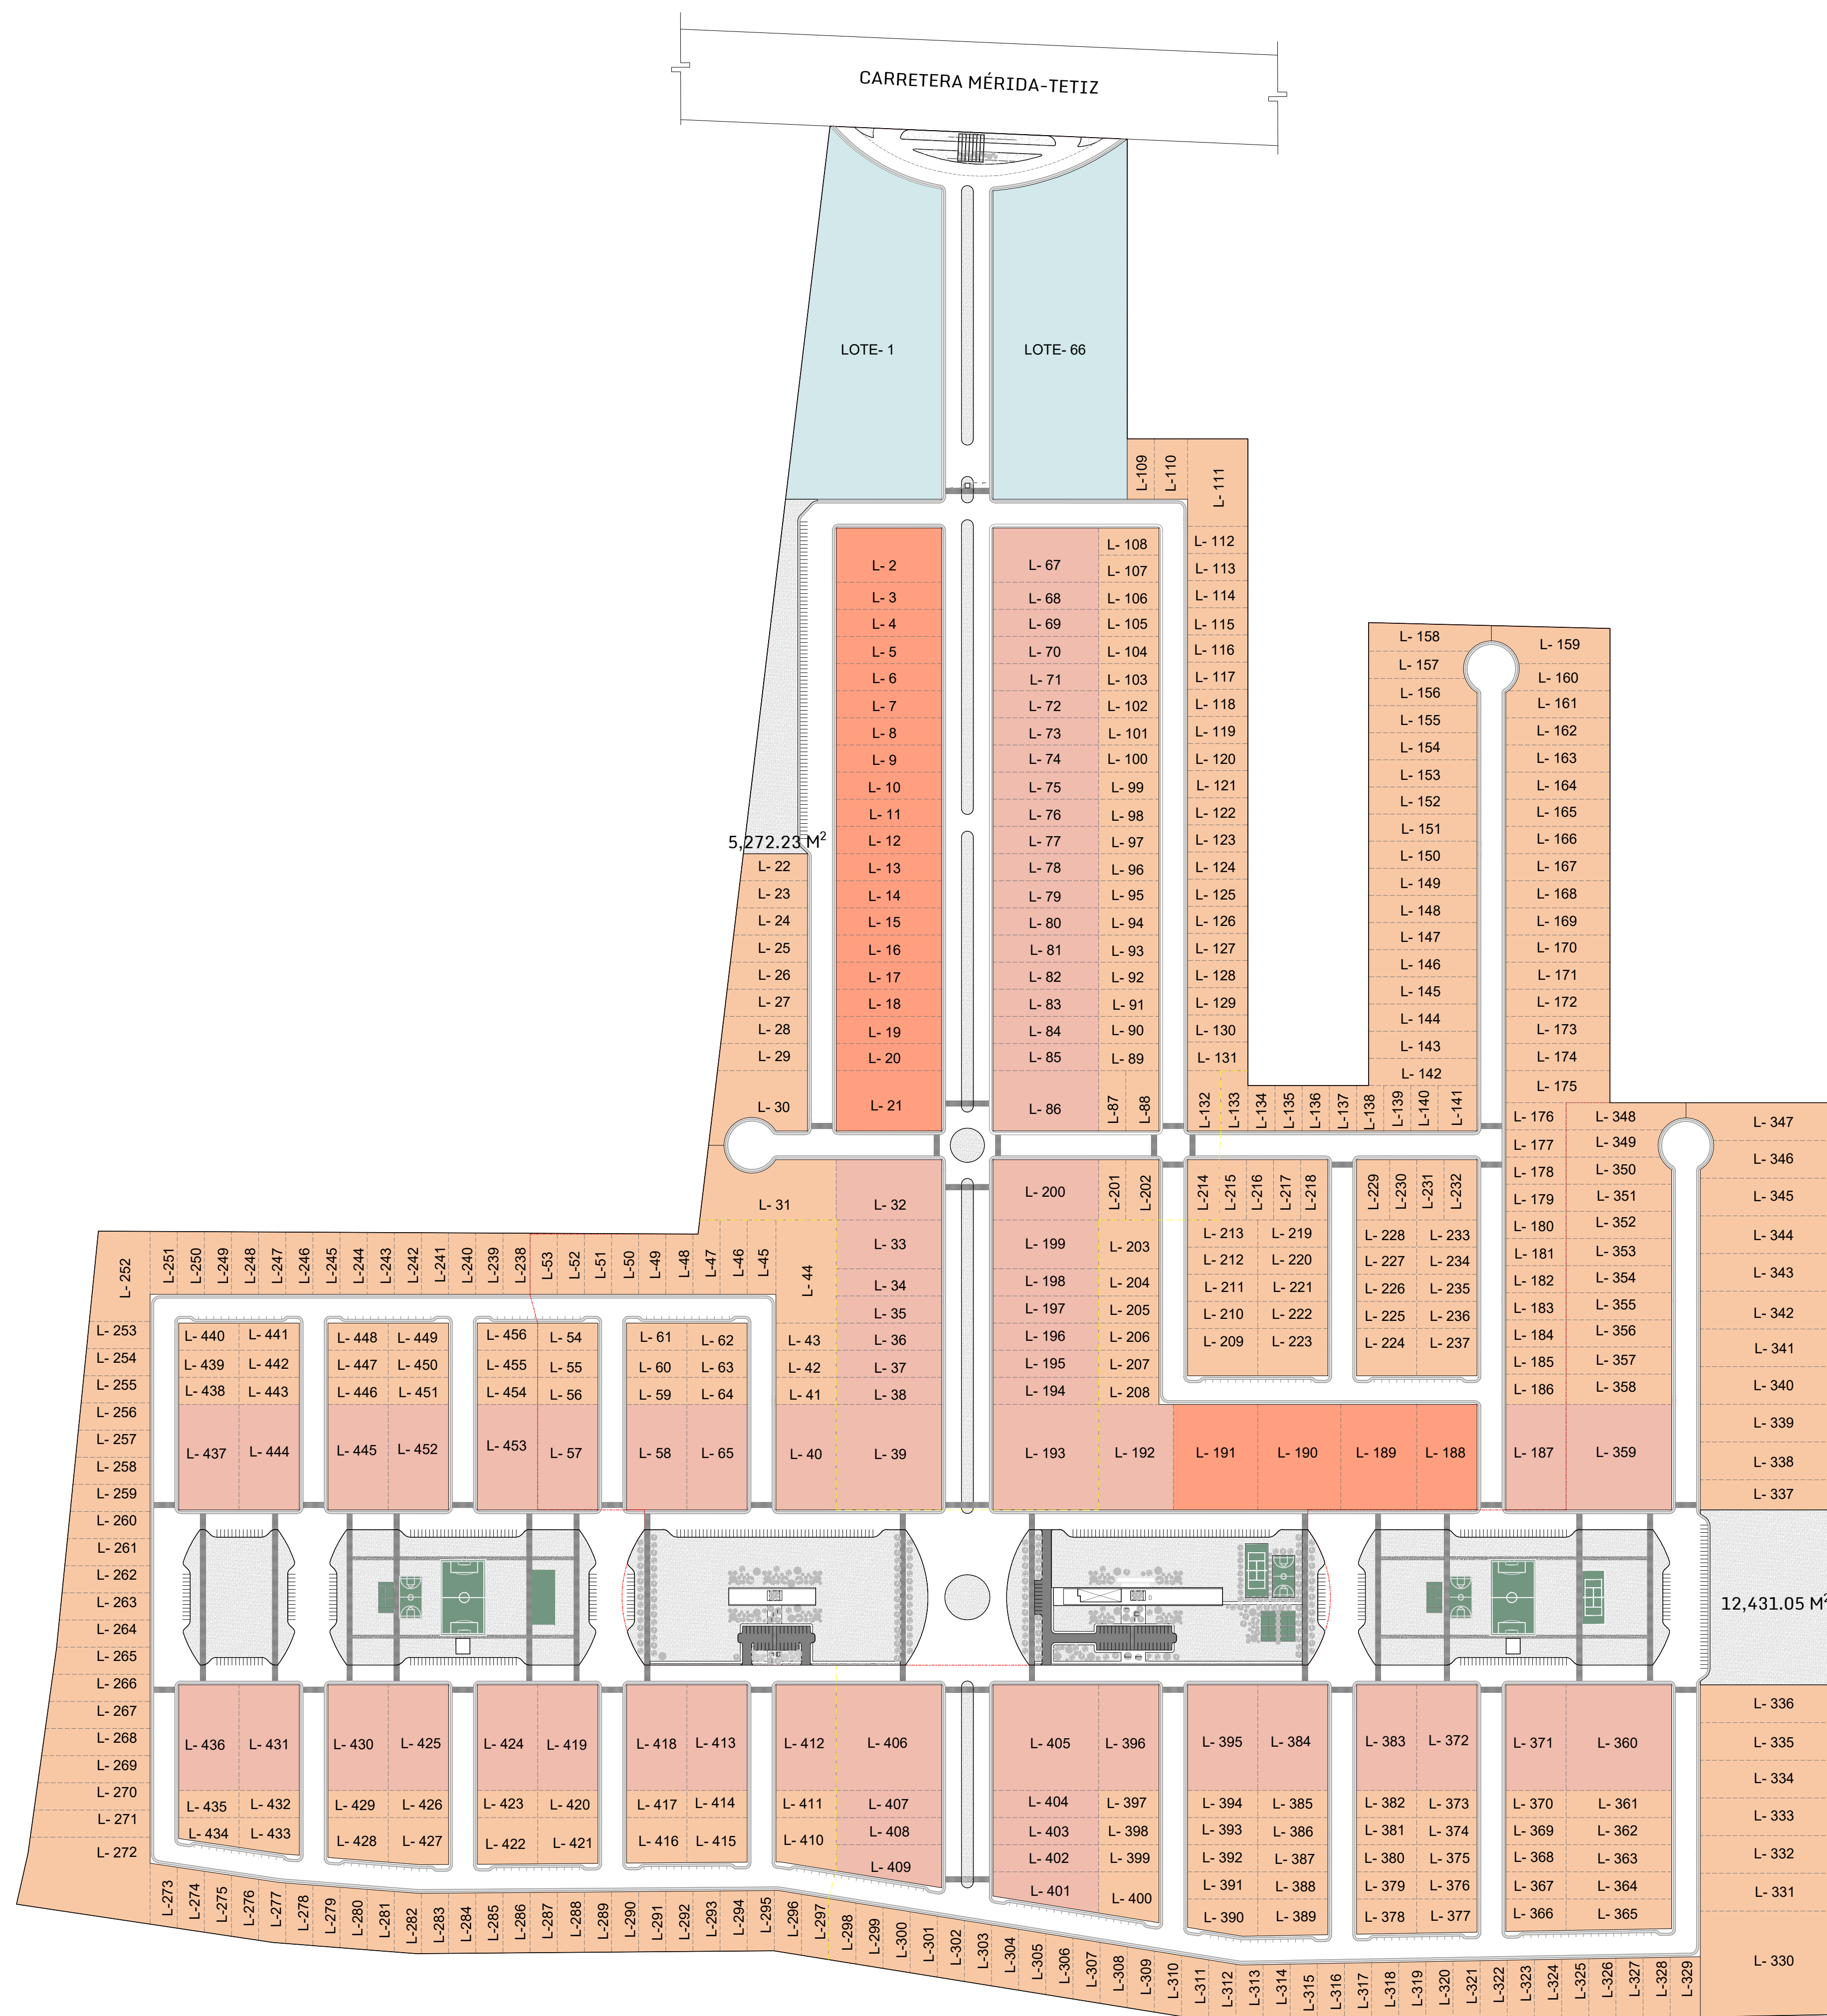 CARRETERA MÉRIDA-TETIZ
LOTE- 1
LOTE- 66
L-109
L-110
L- 111
L- 2
L- 3
L- 4
L- 5
L- 6
L- 7
L- 8
L- 9
L- 10
L- 11
L- 12
L- 13
L- 14
L- 15
L- 16
L- 17
L- 18
L- 19
L- 20
L- 21
L- 67
L- 68
L- 69
L- 70
L- 71
L- 72
L- 73
L- 74
L- 75
L- 76
L- 77
L- 78
L- 79
L- 80
L- 81
L- 82
L- 83
L- 84
L- 85
L- 86
L- 108
L- 107
L- 106
L- 105
L- 104
L- 103
L- 102
L- 101
L- 100
L- 99
L- 98
L- 97
L- 96
L- 95
L- 94
L- 93
L- 92
L- 91
L- 90
L- 89
L-87
L-88
L- 112
L- 113
L- 114
L- 115
L- 116
L- 117
L- 118
L- 119
L- 120
L- 121
L- 122
L- 123
L- 124
L- 125
L- 126
L- 127
L- 128
L- 129
L- 130
L- 131
L-132
L-133
L-134
L-135
L-136
L-137
L-138
L-139
L-140
L-141
L- 158
L- 157
L- 156
L- 155
L- 154
L- 153
L- 152
L- 151
L- 150
L- 149
L- 148
L- 147
L- 146
L- 145
L- 144
L- 143
L- 142
L- 159
L- 160
L- 161
L- 162
L- 163
L- 164
L- 165
L- 166
L- 167
L- 168
L- 169
L- 170
L- 171
L- 172
L- 173
L- 174
L- 175
5,272.23 M²
L- 22
L- 23
L- 24
L- 25
L- 26
L- 27
L- 28
L- 29
L- 30
L- 31
L- 32
L- 33
L- 34
L- 35
L- 36
L- 37
L- 38
L- 39
L- 200
L- 199
L- 198
L- 197
L- 196
L- 195
L- 194
L- 193
L-201
L-202
L- 203
L- 204
L- 205
L- 206
L- 207
L- 208
L- 192
L- 191
L- 190
L- 189
L- 188
L-214
L-215
L-216
L-217
L-218
L- 213
L- 219
L- 212
L- 220
L- 211
L- 221
L- 210
L- 222
L- 209
L- 223
L-229
L-230
L-231
L-232
L- 228
L- 233
L- 227
L- 234
L- 226
L- 235
L- 225
L- 236
L- 224
L- 237
L- 176
L- 177
L- 178
L- 179
L- 180
L- 181
L- 182
L- 183
L- 184
L- 185
L- 186
L- 187
L- 348
L- 349
L- 350
L- 351
L- 352
L- 353
L- 354
L- 355
L- 356
L- 357
L- 358
L- 359
L- 347
L- 346
L- 345
L- 344
L- 343
L- 342
L- 341
L- 340
L- 339
L- 338
L- 337
L- 252
L-251
L-250
L-249
L-248
L-247
L-246
L-245
L-244
L-243
L-242
L-241
L-240
L-239
L-238
L-53
L-52
L-51
L-50
L-49
L-48
L-47
L-46
L-45
L- 44
L- 43
L- 42
L- 41
L- 40
L- 440
L- 441
L- 439
L- 442
L- 438
L- 443
L- 437
L- 444
L- 448
L- 449
L- 447
L- 450
L- 446
L- 451
L- 445
L- 452
L- 456
L- 54
L- 455
L- 55
L- 454
L- 56
L- 453
L- 57
L- 61
L- 62
L- 60
L- 63
L- 59
L- 64
L- 58
L- 65
L- 253
L- 254
L- 255
L- 256
L- 257
L- 258
L- 259
L- 260
L- 261
L- 262
L- 263
L- 264
L- 265
L- 266
L- 267
L- 268
L- 269
L- 270
L- 271
L- 272
12,431.05 M²
L- 436
L- 431
L- 435
L- 432
L- 434
L- 433
L- 430
L- 425
L- 429
L- 426
L- 428
L- 427
L- 424
L- 419
L- 423
L- 420
L- 422
L- 421
L- 418
L- 413
L- 417
L- 414
L- 416
L- 415
L- 412
L- 406
L- 411
L- 407
L- 410
L- 408
L- 409
L- 405
L- 396
L- 404
L- 397
L- 403
L- 398
L- 402
L- 399
L- 401
L- 400
L- 395
L- 384
L- 394
L- 385
L- 393
L- 386
L- 392
L- 387
L- 391
L- 388
L- 390
L- 389
L- 383
L- 372
L- 382
L- 373
L- 381
L- 374
L- 380
L- 375
L- 379
L- 376
L- 378
L- 377
L- 371
L- 360
L- 370
L- 361
L- 369
L- 362
L- 368
L- 363
L- 367
L- 364
L- 366
L- 365
L- 336
L- 335
L- 334
L- 333
L- 332
L- 331
L- 330
L-273
L-274
L-275
L-276
L-277
L-278
L-279
L-280
L-281
L-282
L-283
L-284
L-285
L-286
L-287
L-288
L-289
L-290
L-291
L-292
L-293
L-294
L-295
L-296
L-297
L-298
L-299
L-300
L-301
L-302
L-303
L-304
L-305
L-306
L-307
L-308
L-309
L-310
L-311
L-312
L-313
L-314
L-315
L-316
L-317
L-318
L-319
L-320
L-321
L-322
L-323
L-324
L-325
L-326
L-327
L-328
L-329